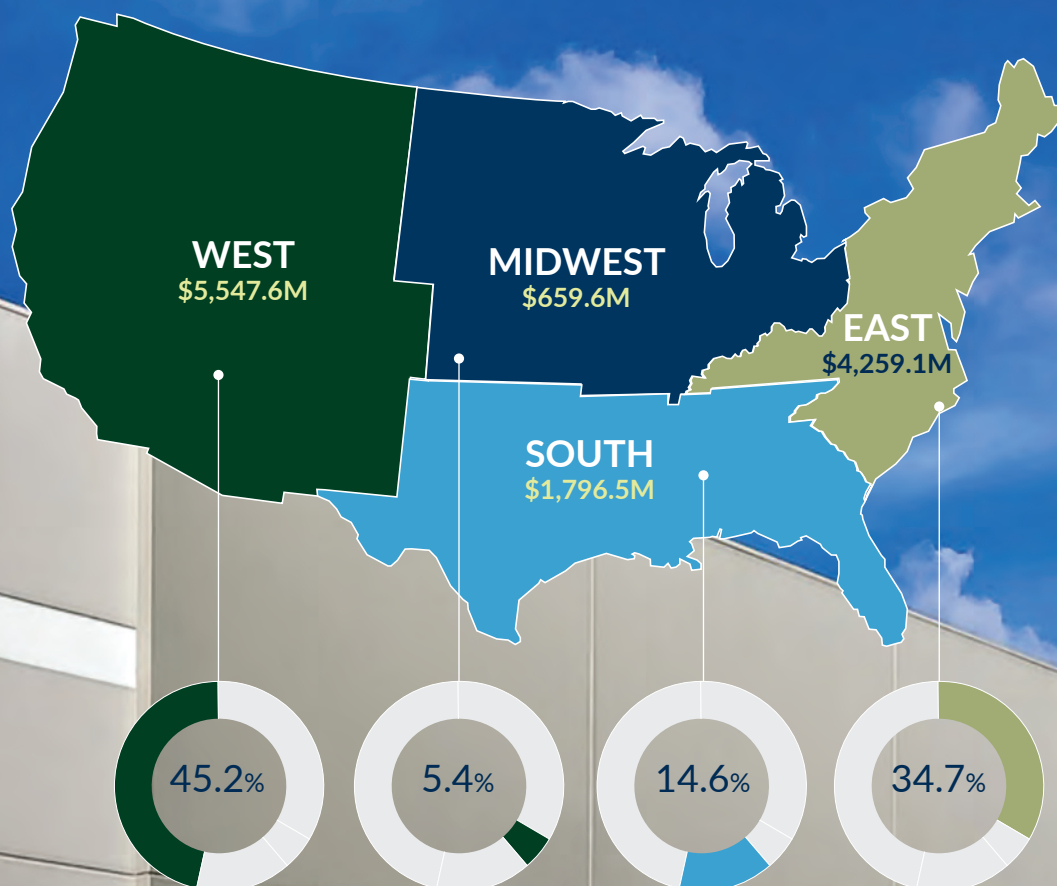 WEST
$5,547.6M
MIDWEST
$659.6M
EAST
$4,259.1M
SOUTH
$1,796.5M
45.2%
5.4%
14.6%
34.7%